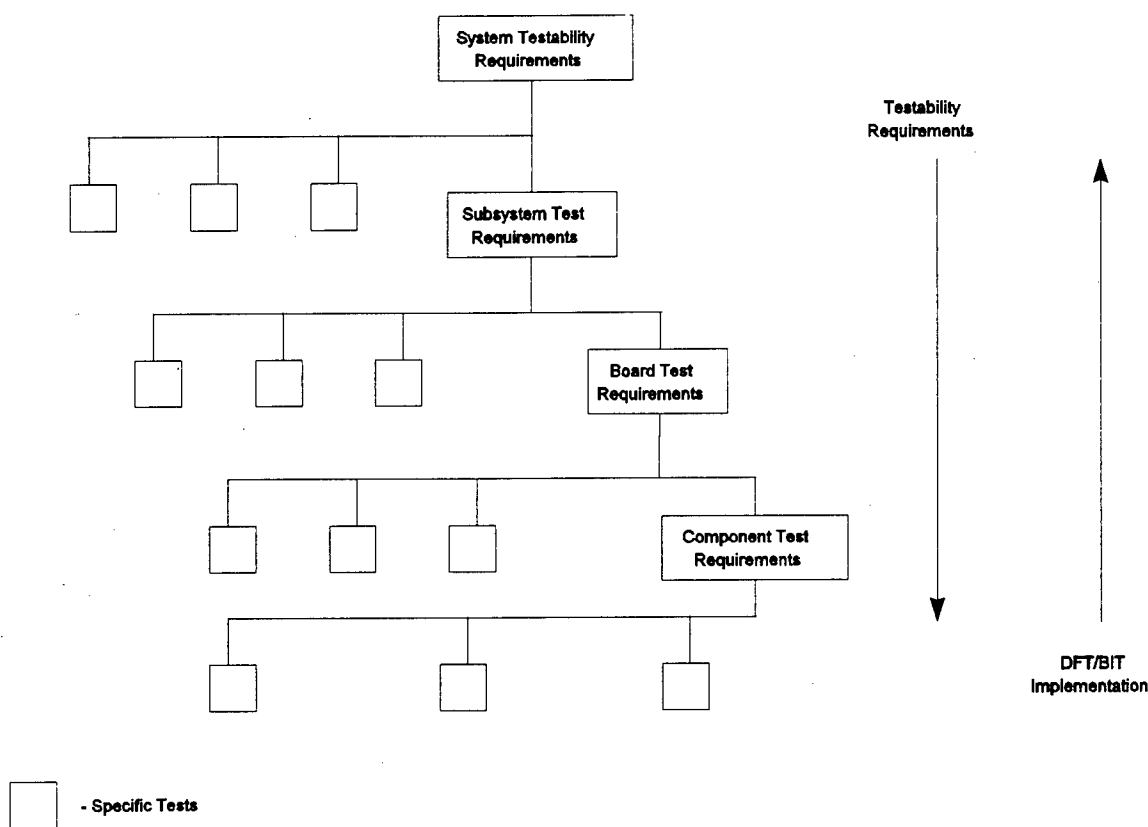 System Testability
Requirements
Testability
Requirements
Subsystem Test
Requirements
Board Test
Requirements
Component Test
Requirements
DFT/BIT
Implementation
- Specific Tests